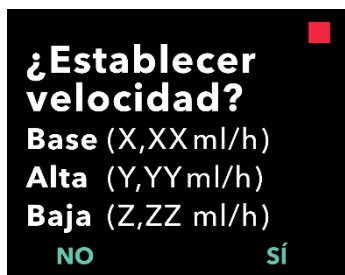 ¿Establecer
velocidad?
Base (X,XX ml/h)
Alta (Y,YY ml/h)
Baja (Z,ZZ ml/h)
NO SÍ